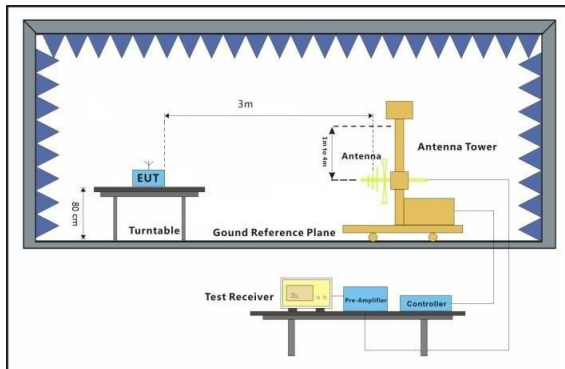 3m
1m to 4m
Antenna
Antenna Tower
EUT
80 cm
Turntable
Gound Reference Plane
Test Receiver
Pre-Amplifier
Controller